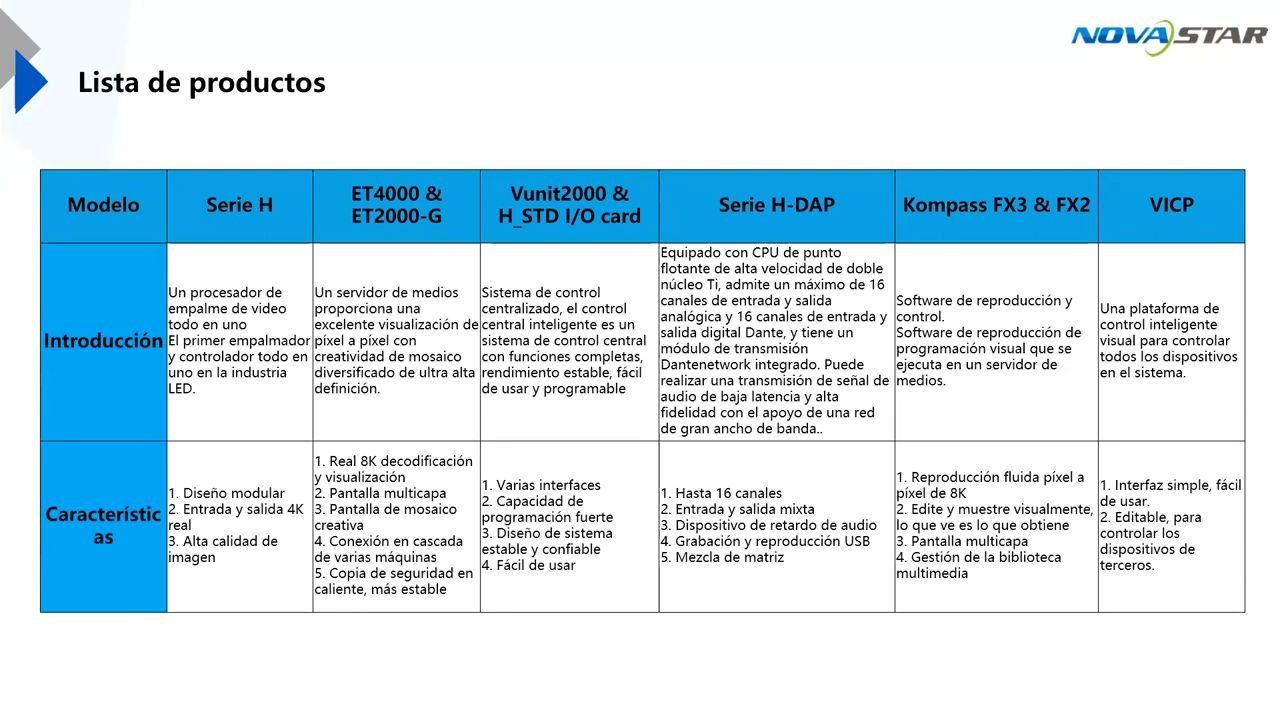 NOVASTAR
Lista de productos
Modelo
Serie H
ET4000 &
ET2000-G
Vunit2000 &
H_STD I/O card
Serie H-DAP
Kompass FX3 & FX2
VICP
Introducción
Un procesador de
empalme de video
todo en uno
El primer empalmador
y controlador todo en
uno en la industria
LED.
Un servidor de medios
proporciona una
excelente visualización de
píxel a píxel con
creatividad de mosaico
diversificado de ultra alta
definición.
Sistema de control
centralizado, el control
central inteligente es un
sistema de control central
con funciones completas,
rendimiento estable, fácil
de usar y programable
Equipado con CPU de punto
flotante de alta velocidad de doble
núcleo Ti, admite un máximo de 16
canales de entrada y salida
analógica y 16 canales de entrada y
salida digital Dante, y tiene un
módulo de transmisión
Dantenetwork integrado. Puede
realizar una transmisión de señal de
audio de baja latencia y alta
fidelidad con el apoyo de una red
de gran ancho de banda..
Software de reproducción y
control.
Software de reproducción de
programación visual que se
ejecuta en un servidor de
medios.
Una plataforma de
control inteligente
visual para controlar
todos los dispositivos
en el sistema.
Característic
as
1. Diseño modular
2. Entrada y salida 4K
real
3. Alta calidad de
imagen
1. Real 8K decodificación
y visualización
2. Pantalla multicapa
3. Pantalla de mosaico
creativa
4. Conexión en cascada
de varias máquinas
5. Copia de seguridad en
caliente, más estable
1. Varias interfaces
2. Capacidad de
programación fuerte
3. Diseño de sistema
estable y confiable
4. Fácil de usar
1. Hasta 16 canales
2. Entrada y salida mixta
3. Dispositivo de retardo de audio
4. Grabación y reproducción USB
5. Mezcla de matriz
1. Reproducción fluida píxel a
píxel de 8K
2. Edite y muestre visualmente,
lo que ve es lo que obtiene
3. Pantalla multicapa
4. Gestión de la biblioteca
multimedia
1. Interfaz simple, fácil
de usar.
2. Editable, para
controlar los
dispositivos de
terceros.